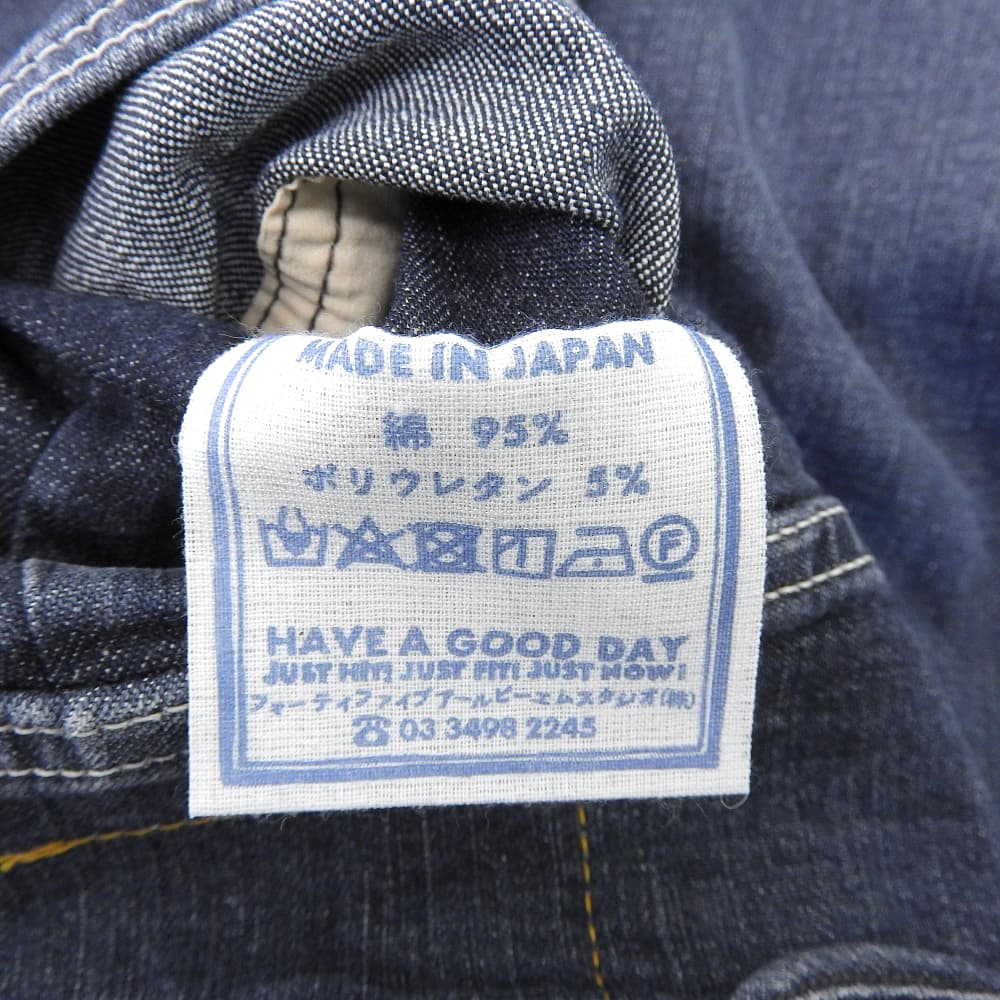 MADE IN JAPAN
綿 95%
ポリウレタン 5%
F
HAVE A GOOD DAY
JUST HIT! JUST FIT! JUST NOW!
フォーティファイブアールピーエムスタジオ(株)
☎ 03 3498 2245